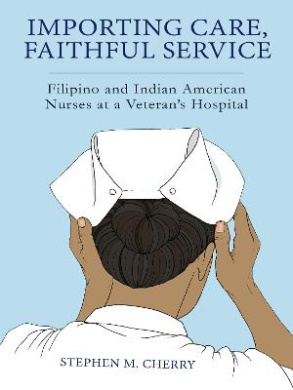 IMPORTING CARE,
FAITHFUL SERVICE
Filipino and Indian American
Nurses at a Veteran's Hospital
STEPHEN M. CHERRY